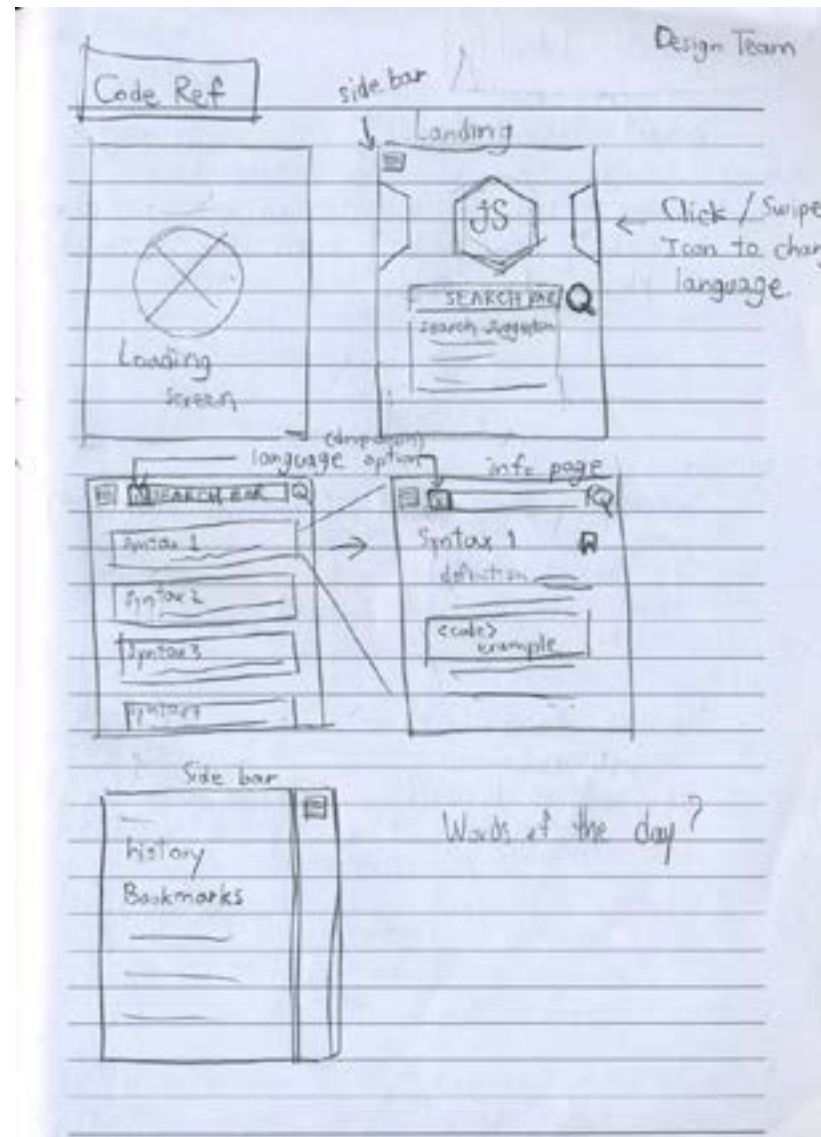 Design Team
Code Ref
side bar
Landing
JS
Click / Swipe
Icon to chan
language.
SEARCH BAR
search suggestion
Loading
screen
(dropdown)
language option
info page
SEARCH BAR
Syntax 1
Syntax 2
Syntax 3
Syntax 1
definition
<code>
example
Side bar
history
Bookmarks
Words of the day?